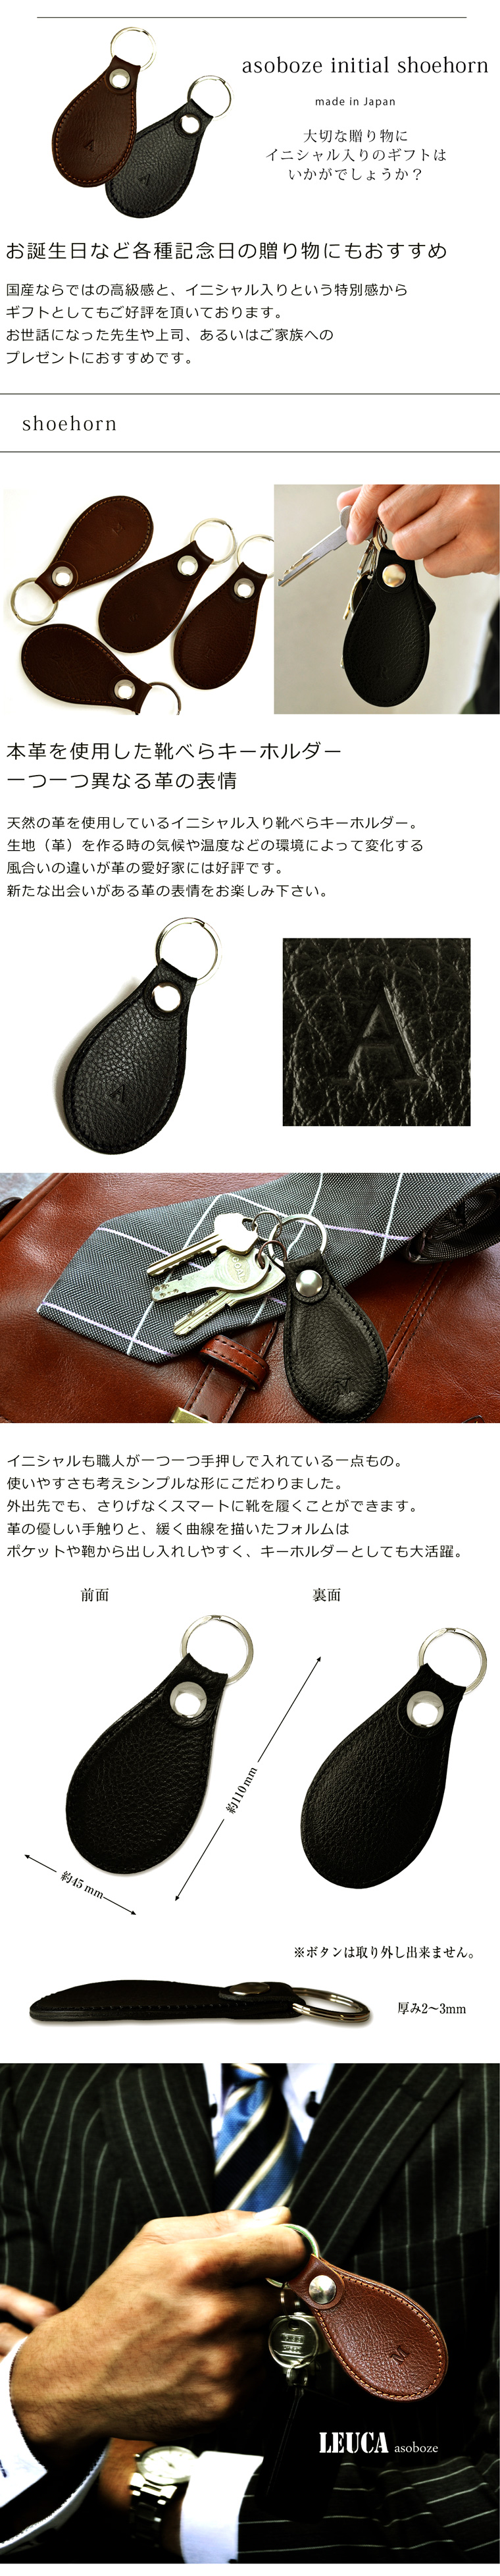 asoboze initial shoehorn
made in Japan
大切な贈り物に
イニシャル入りのギフトは
いかがでしょうか?
A
A
お誕生日など各種記念日の贈り物にもおすすめ
国産ならではの高級感と、イニシャル入りという特別感から
ギフトとしてもご好評を頂いております。
お世話になった先生や上司、あるいはご家族への
プレゼントにおすすめです。
shoehorn
本革を使用した靴べらキーホルダー
一つ一つ異なる革の表情
天然の革を使用しているイニシャル入り靴べらキーホルダー。
生地(革)を作る時の気候や温度などの環境によって変化する
風合いの違いが革の愛好家には好評です。
新たな出会いがある革の表情をお楽しみ下さい。
A
A
M
イニシャルも職人が一つ一つ手押しで入れている一点もの。
使いやすさも考えシンプルな形にこだわりました。
外出先でも、さりげなくスマートに靴を履くことができます。
革の優しい手触りと、緩く曲線を描いたフォルムは
ポケットや鞄から出し入れしやすく、キーホルダーとしても大活躍。
前面
裏面
約110mm
約45mm
※ボタンは取り外し出来ません。
厚み2〜3mm
M
LEUCA asoboze